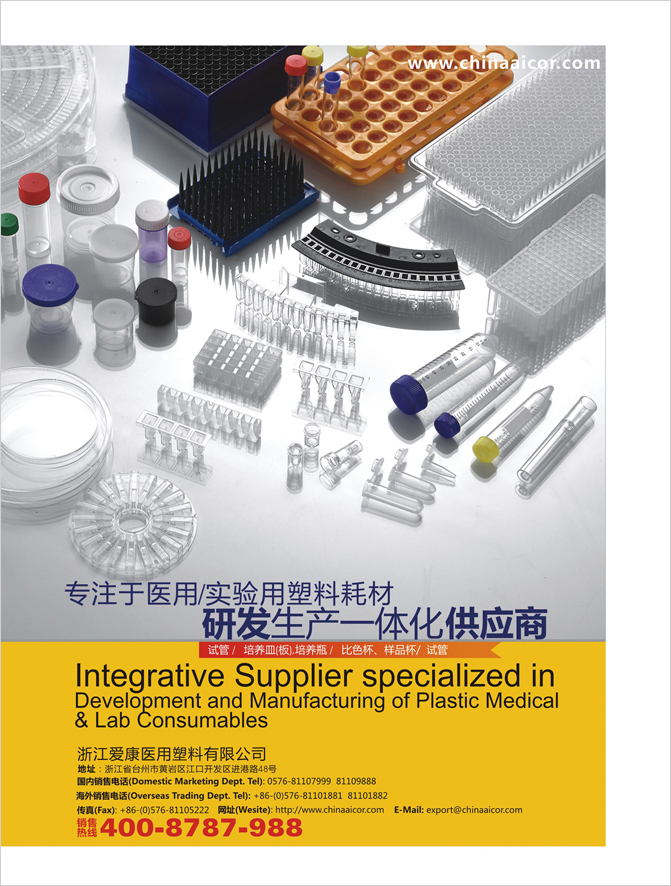 www.chinaaicor.com
专注于医用/实验用塑料耗材
研发生产一体化供应商
试管 / 培养皿(板).培养瓶 / 比色杯、样品杯/ 试管
Integrative Supplier specialized in
Development and Manufacturing of Plastic Medical
& Lab Consumables
浙江爱康医用塑料有限公司
地址：浙江省台州市黄岩区江口开发区进港路48号
国内销售电话(Domestic Marketing Dept. Tel): 0576-81107999 81109888
海外销售电话(Overseas Trading Dept. Tel): +86-(0)576-81101881 81101882
传真(Fax): +86-(0)576-81105222 网址(Wesite): http://www.chinaaicor.com E-Mail: export@chinaaicor.com
销售热线 400-8787-988